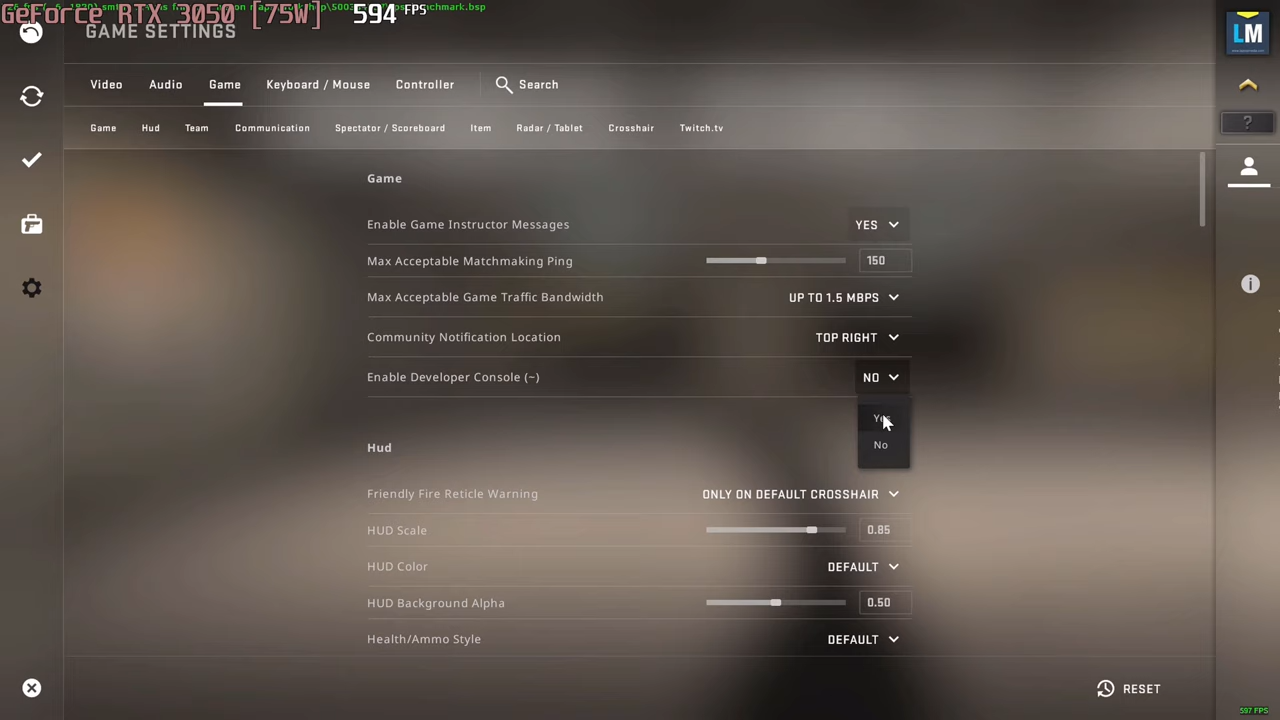 GeForce RTX 3050 [75W] 594 FPS
GAME SETTINGS
LM
Video Audio Game Keyboard / Mouse Controller Search
?
Game Hud Team Communication Spectator / Scoreboard Item Radar / Tablet Crosshair Twitch.tv
Game
Enable Game Instructor Messages YES
Max Acceptable Matchmaking Ping 150
Max Acceptable Game Traffic Bandwidth UP TO 1.5 MBPS
Community Notification Location TOP RIGHT
Enable Developer Console (~) NO
Yes
No
Hud
Friendly Fire Reticle Warning ONLY ON DEFAULT CROSSHAIR
HUD Scale 0.85
HUD Color DEFAULT
HUD Background Alpha 0.50
Health/Ammo Style DEFAULT
RESET
597 FPS